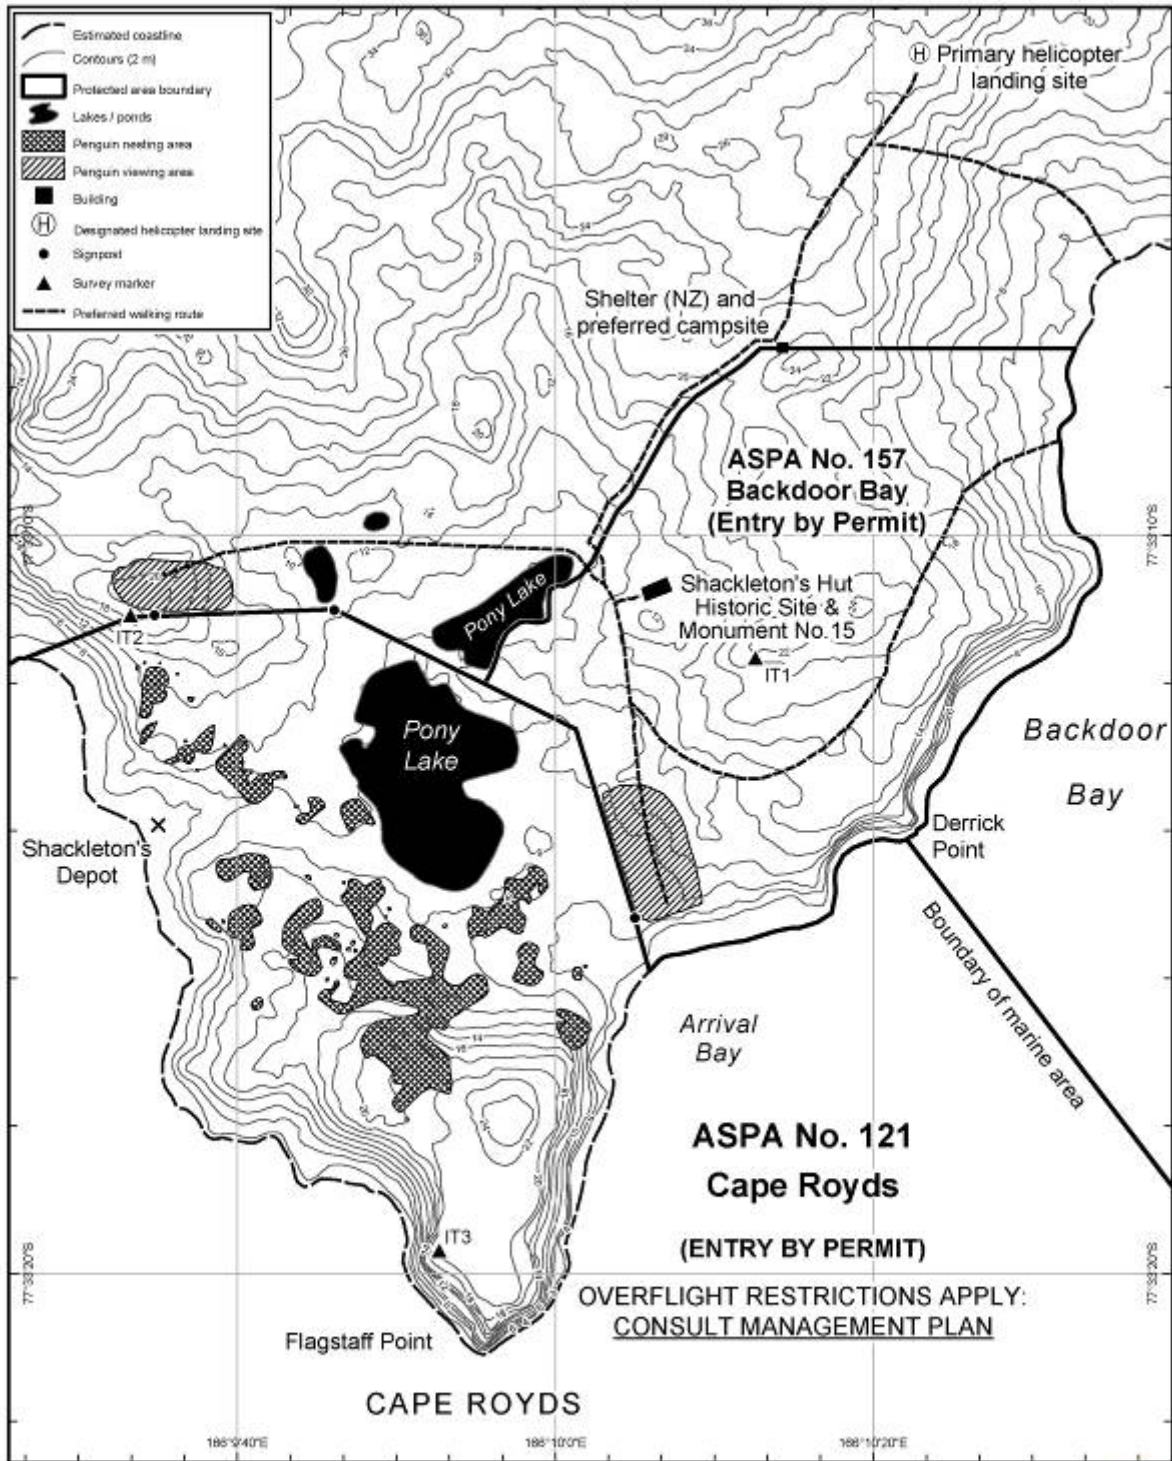 Estimated coastline
Contours (2 m)
Protected area boundary
Lakes / ponds
Penguin nesting area
Penguin viewing area
Building
H
Designated helicopter landing site
Signpost
Survey marker
Preferred walking route
H Primary helicopter
landing site
Shelter (NZ) and
preferred campsite
ASPA No. 157
Backdoor Bay
(Entry by Permit)
77°33'10"S
Pony Lake
Shackleton's Hut
Historic Site &
Monument No.15
IT2
IT1
Pony
Lake
Backdoor
Bay
Shackleton's
Depot
Derrick
Point
Boundary of marine area
Arrival
Bay
ASPA No. 121
Cape Royds
IT3
(ENTRY BY PERMIT)
77°33'20"S
77°33'20"S
OVERFLIGHT RESTRICTIONS APPLY:
CONSULT MANAGEMENT PLAN
Flagstaff Point
CAPE ROYDS
166°9'40"E
166°10'0"E
166°10'20"E